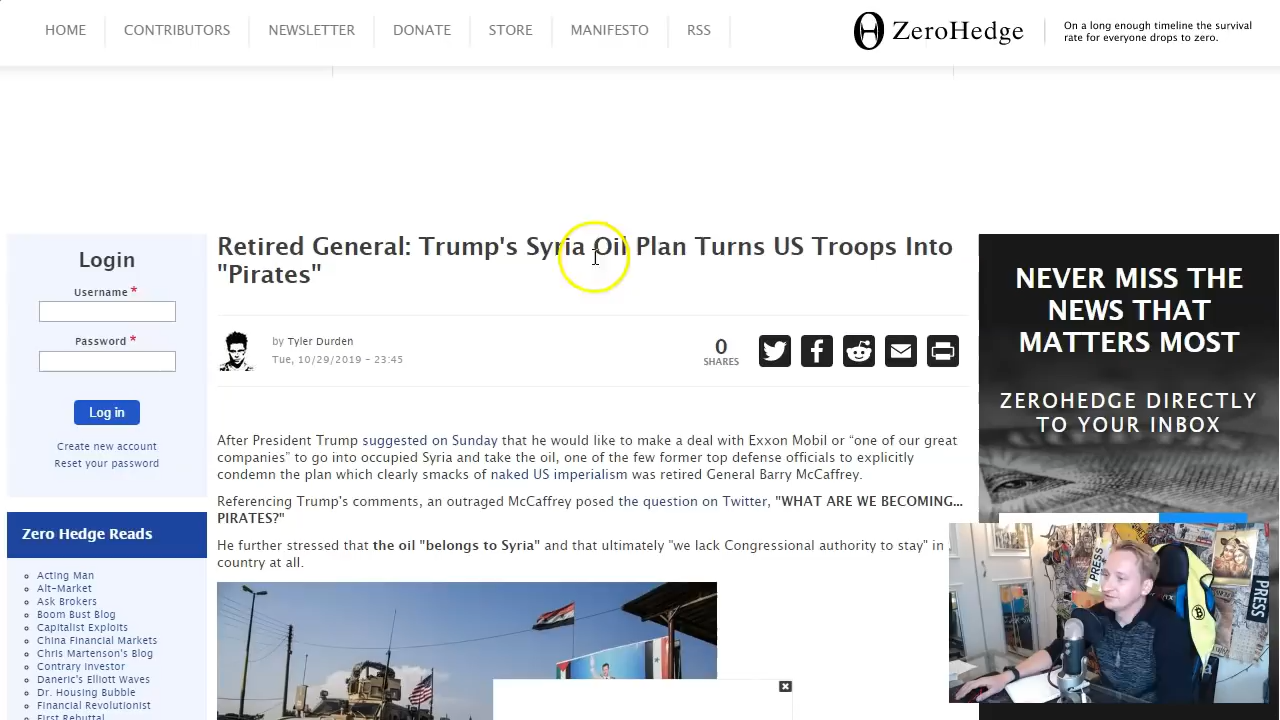 HOME
CONTRIBUTORS
NEWSLETTER
DONATE
STORE
MANIFESTO
RSS
ZeroHedge
On a long enough timeline the survival
rate for everyone drops to zero.
Login
Username *
Password *
Log in
Create new account
Reset your password
Zero Hedge Reads
Acting Man
Alt-Market
Ask Brokers
Boom Bust Blog
Capitalist Exploits
China Financial Markets
Chris Martenson's Blog
Contrary Investor
Daneric's Elliott Waves
Dr. Housing Bubble
Financial Revolutionist
First Rebuttal
Retired General: Trump's Syria Oil Plan Turns US Troops Into
"Pirates"
by Tyler Durden
Tue, 10/29/2019 - 23:45
0
SHARES
After President Trump suggested on Sunday that he would like to make a deal with Exxon Mobil or “one of our great
companies” to go into occupied Syria and take the oil, one of the few former top defense officials to explicitly
condemn the plan which clearly smacks of naked US imperialism was retired General Barry McCaffrey.
Referencing Trump's comments, an outraged McCaffrey posed the question on Twitter, "WHAT ARE WE BECOMING...
PIRATES?"
He further stressed that the oil "belongs to Syria" and that ultimately "we lack Congressional authority to stay" in
country at all.
NEVER MISS THE
NEWS THAT
MATTERS MOST
ZEROHEDGE DIRECTLY
TO YOUR INBOX
PRESS
PRESS